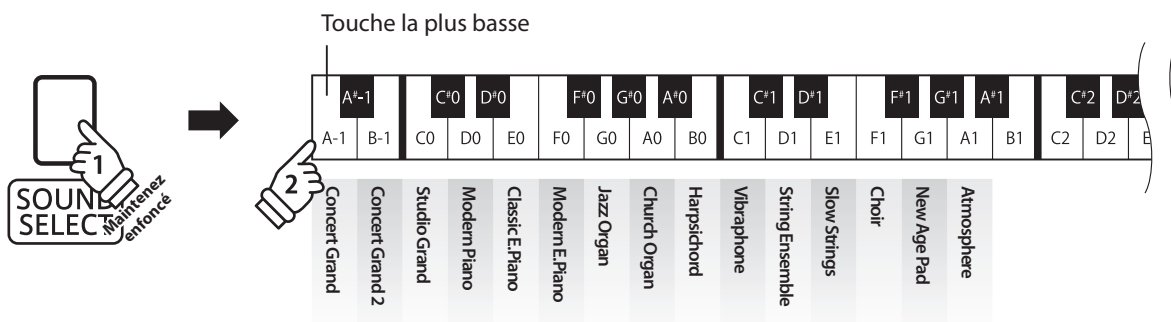 Touche la plus basse
A#-1 C#0 D#0 F#0 G#0 A#0 C#1 D#1 F#1 G#1 A#1 C#2 D#2
A-1 B-1 C0 D0 E0 F0 G0 A0 B0 C1 D1 E1 F1 G1 A1 B1 C2 D2 E
1
SOUND
SELECT
Maintenez
enfoncé
2
Concert Grand
Concert Grand 2
Studio Grand
Modern Piano
Classic E.Piano
Modern E.Piano
Jazz Organ
Church Organ
Harpsichord
Vibraphone
String Ensemble
Slow Strings
Choir
New Age Pad
Atmosphere